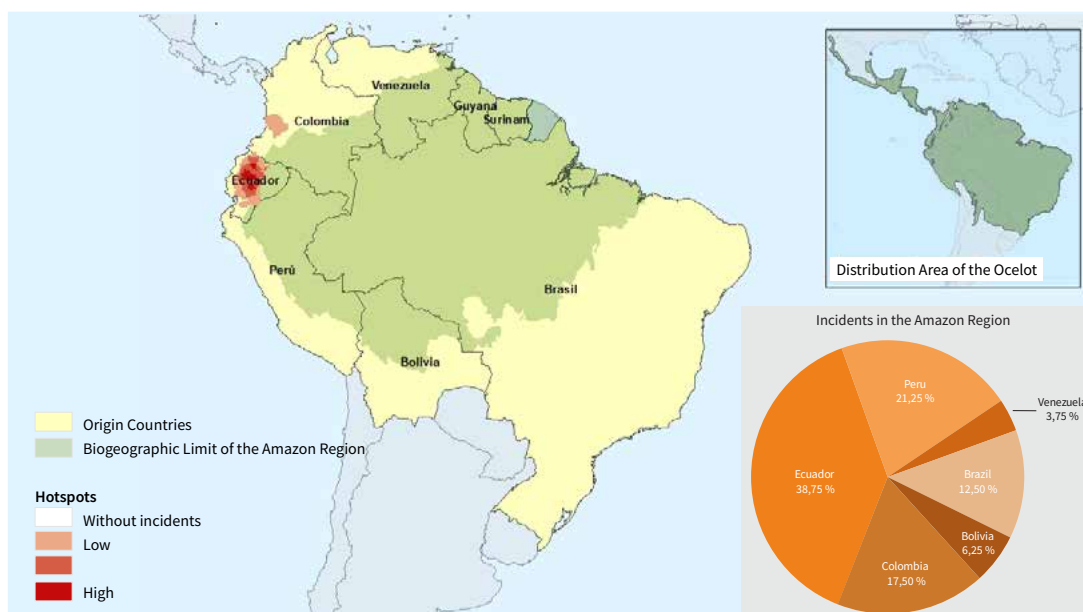 Venezuela
Guyana
Surinam
Colombia
Ecuador
Perú
Brasil
Bolivia
Distribution Area of the Ocelot
Origin Countries
Biogeographic Limit of the Amazon Region
Hotspots
Without incidents
Low
High
Incidents in the Amazon Region
Peru
21,25 %
Venezuela
3,75 %
Ecuador
38,75 %
Brazil
12,50 %
Bolivia
6,25 %
Colombia
17,50 %